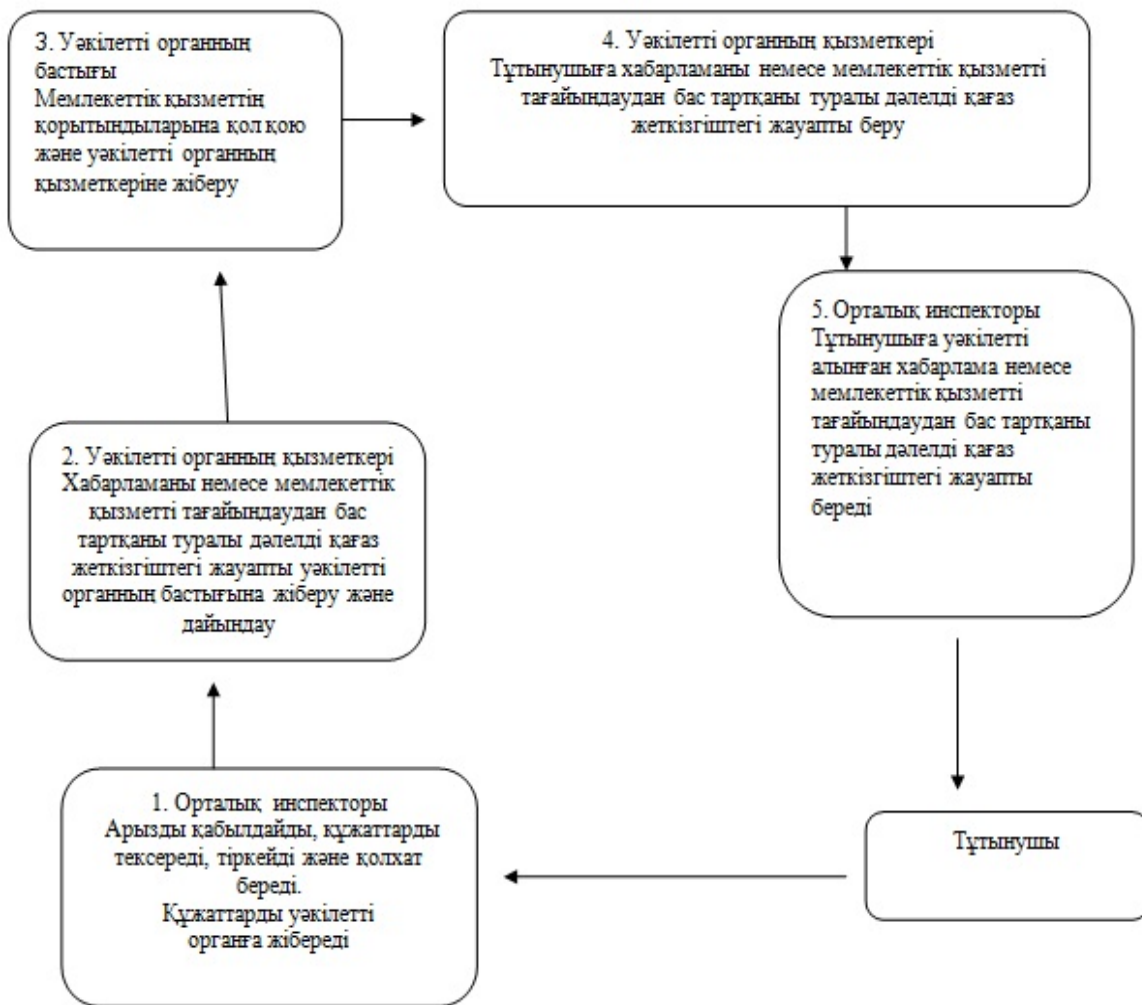 3. Уәкілетті органның
бастығы
Мемлекеттік қызметтің
қорытындыларына қол қою
және уәкілетті органның
қызметкеріне жіберу
4. Уәкілетті органның қызметкері
Тұтынушыға хабарламаны немесе мемлекеттік қызметті
тағайындаудан бас тартқаны туралы дәлелді қағаз
жеткізгіштегі жауапты беру
5. Орталық инспекторы
Тұтынушыға уәкілетті
алынған хабарлама немесе
мемлекеттік қызметті
тағайындаудан бас тартқаны
туралы дәлелді қағаз
жеткізгіштегі жауапты
береді
2. Уәкілетті органның қызметкері
Хабарламаны немесе мемлекеттік
қызметті тағайындаудан бас
тартқаны туралы дәлелді қағаз
жеткізгіштегі жауапты уәкілетті
органның бастығына жіберу және
дайындау
1. Орталық инспекторы
Арызды қабылдайды, құжаттарды
тексереді, тіркейді және қолхат
береді.
Құжаттарды уәкілетті
органға жібереді
Тұтынушы